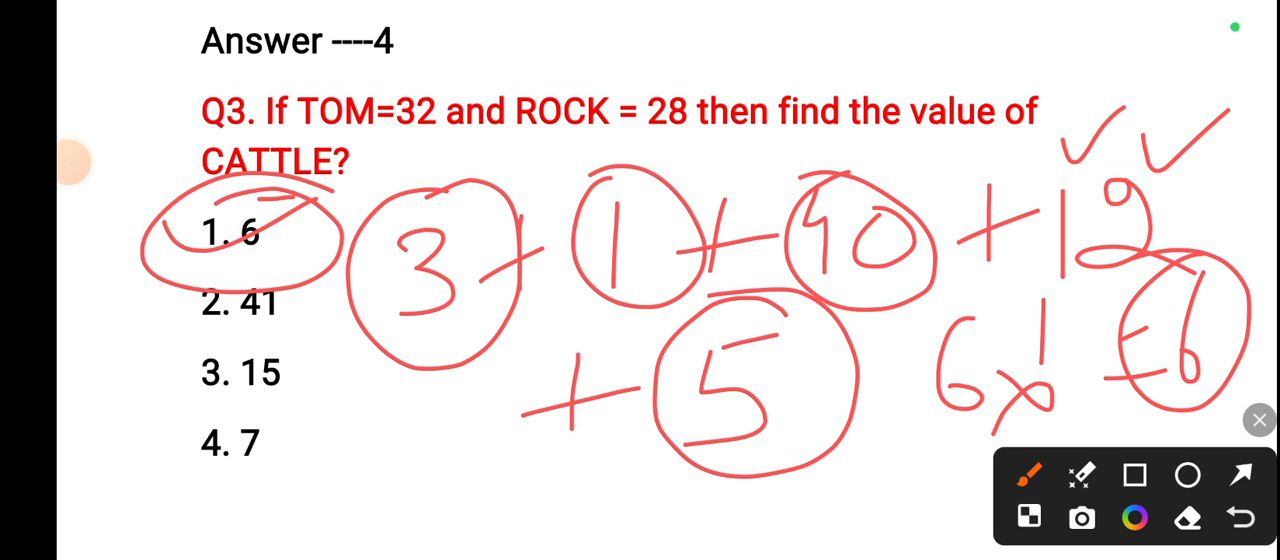 Answer ----4
Q3. If TOM=32 and ROCK = 28 then find the value of
CATTLE?
1. 6
2. 41
3. 15
4. 7
3 + 1 + 40 + 12
+ 5
6x1 = 6